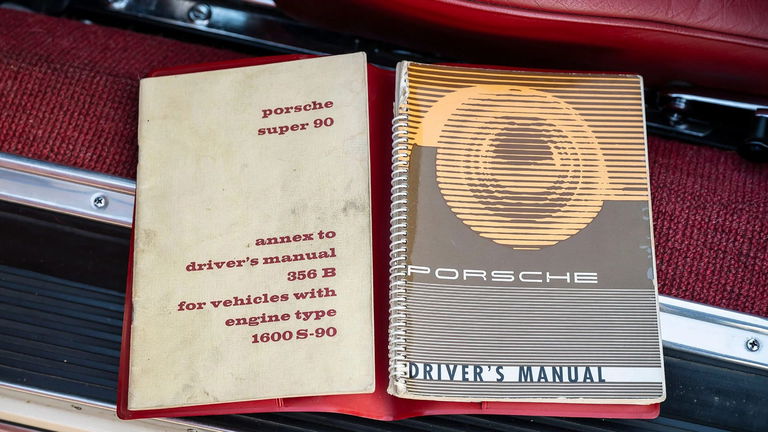 porsche
super 90
annex to
driver's manual
356 B
for vehicles with
engine type
1600 S-90
PORSCHE
DRIVER'S MANUAL